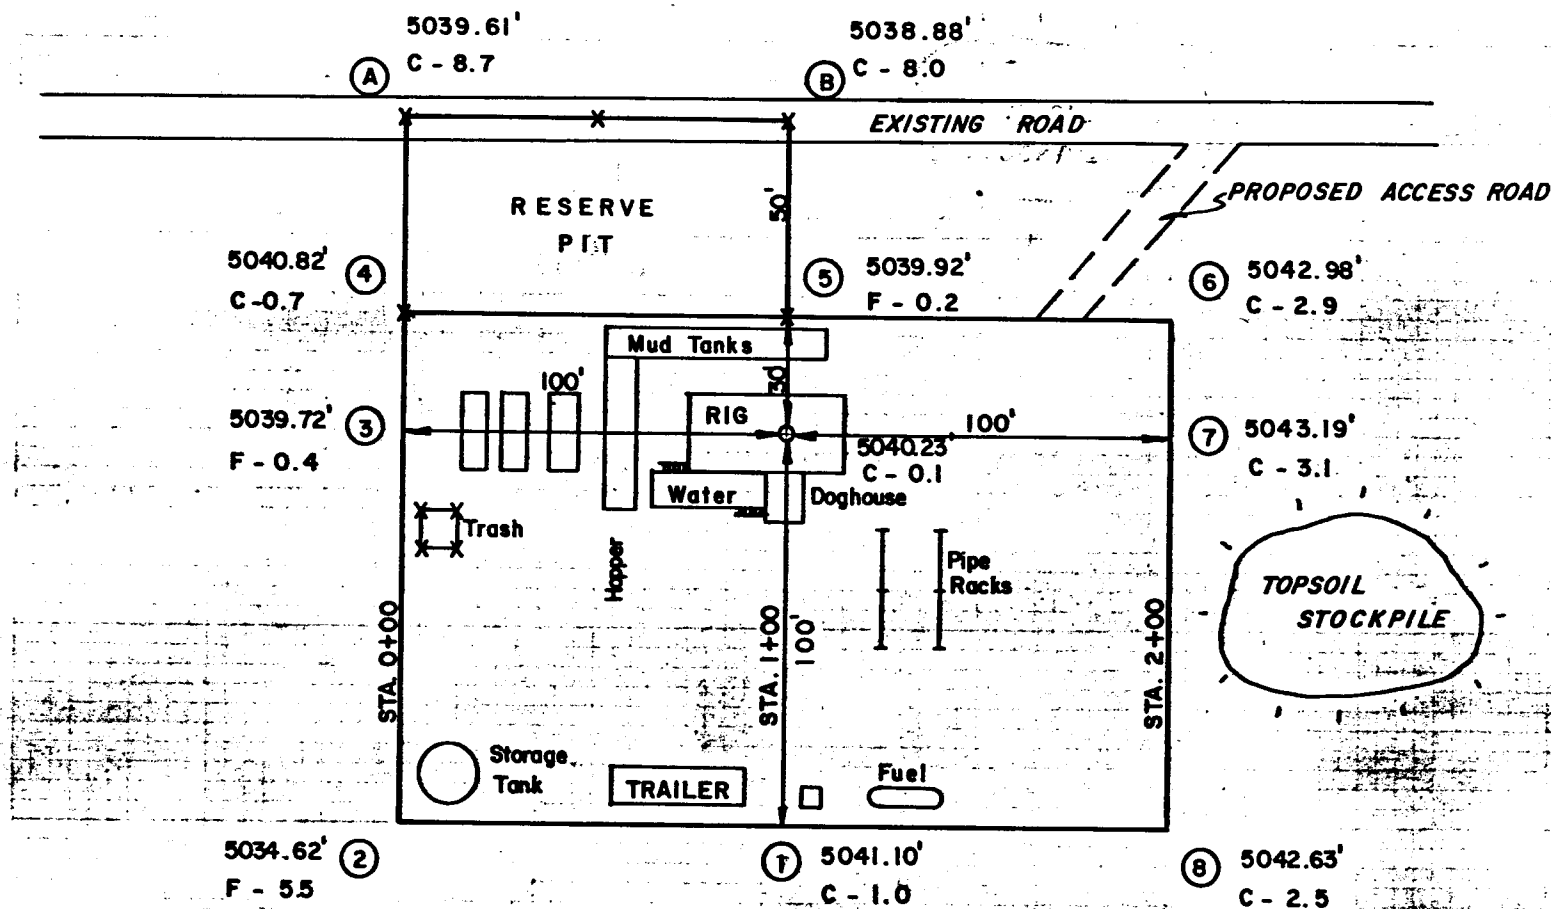 5039.61'
C - 8.7
A
5038.88'
C - 8.0
B
EXISTING ROAD
PROPOSED ACCESS ROAD
RESERVE
PIT
50'
5040.82'
C -0.7
4
5
5039.92'
F - 0.2
6
5042.98'
C - 2.9
Mud Tanks
30'
100'
RIG
5039.72'
F - 0.4
3
100'
7
5043.19'
C - 3.1
5040.23'
C - 0.1
Water
Doghouse
Trash
Hopper
Pipe
Racks
TOPSOIL
STOCKPILE
STA. 0+00
STA. 1+00
100'
STA. 2+00
Storage
Tank
TRAILER
Fuel
5034.62'
F - 5.5
2
1
5041.10'
C - 1.0
8
5042.63'
C - 2.5